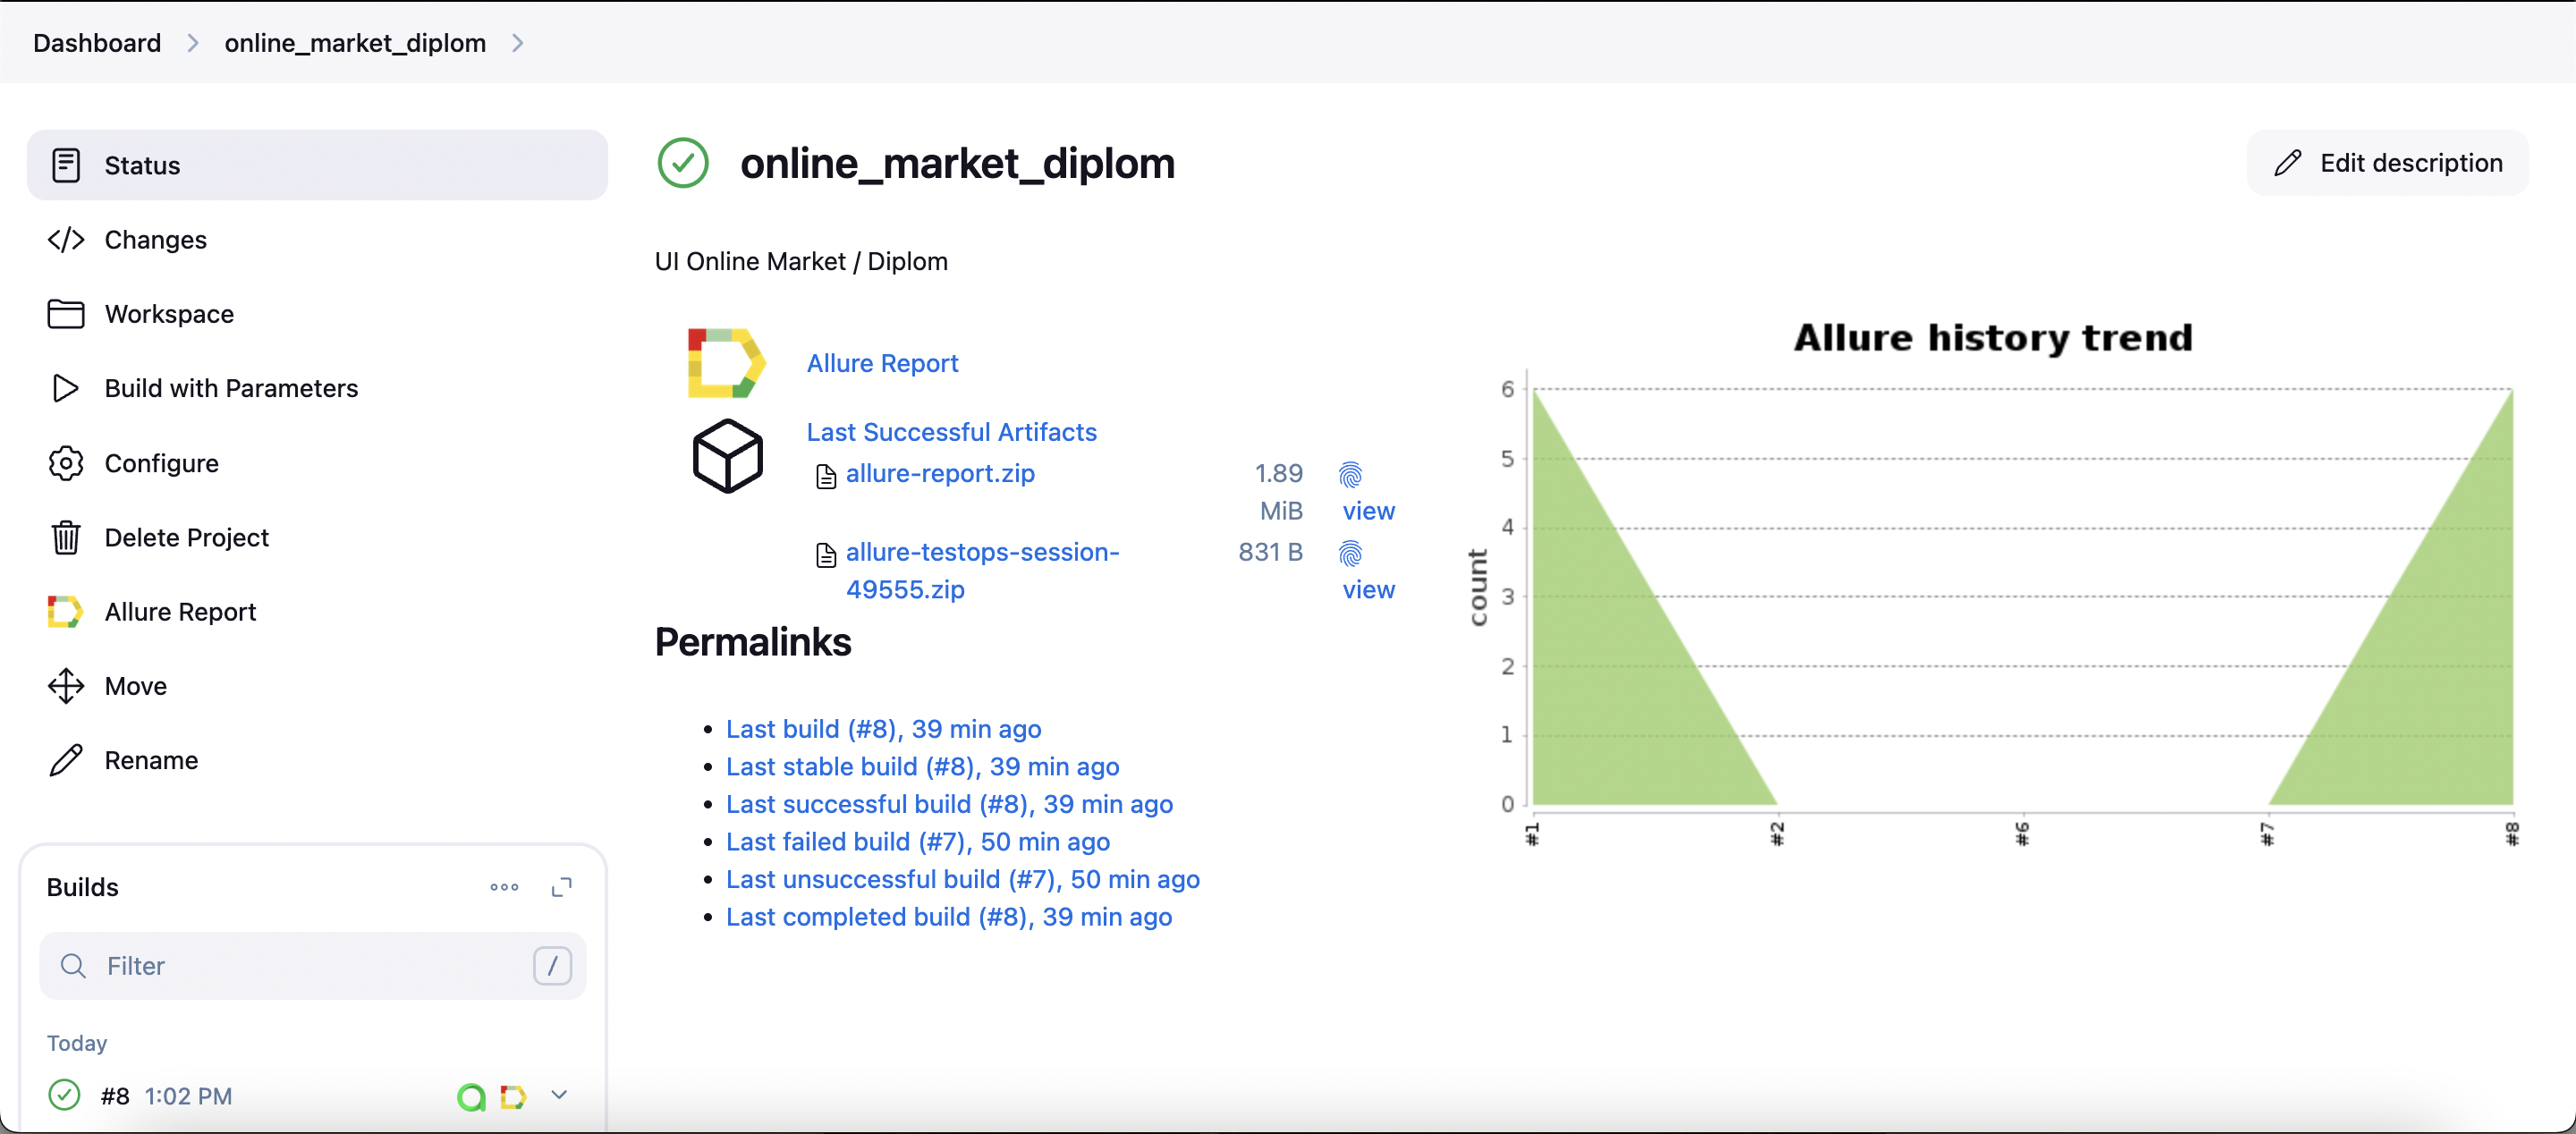 Dashboard > online_market_diplom >
Status
Changes
Workspace
Build with Parameters
Configure
Delete Project
Allure Report
Move
Rename
Builds
Filter
/
Today
#8 1:02 PM
online_market_diplom
Edit description
UI Online Market / Diplom
Allure Report
Last Successful Artifacts
allure-report.zip 1.89
MiB view
allure-testops-session- 831 B
49555.zip view
Permalinks
Last build (#8), 39 min ago
Last stable build (#8), 39 min ago
Last successful build (#8), 39 min ago
Last failed build (#7), 50 min ago
Last unsuccessful build (#7), 50 min ago
Last completed build (#8), 39 min ago
Allure history trend
count
6
5
4
3
2
1
0
#1 #2 #6 #7 #8